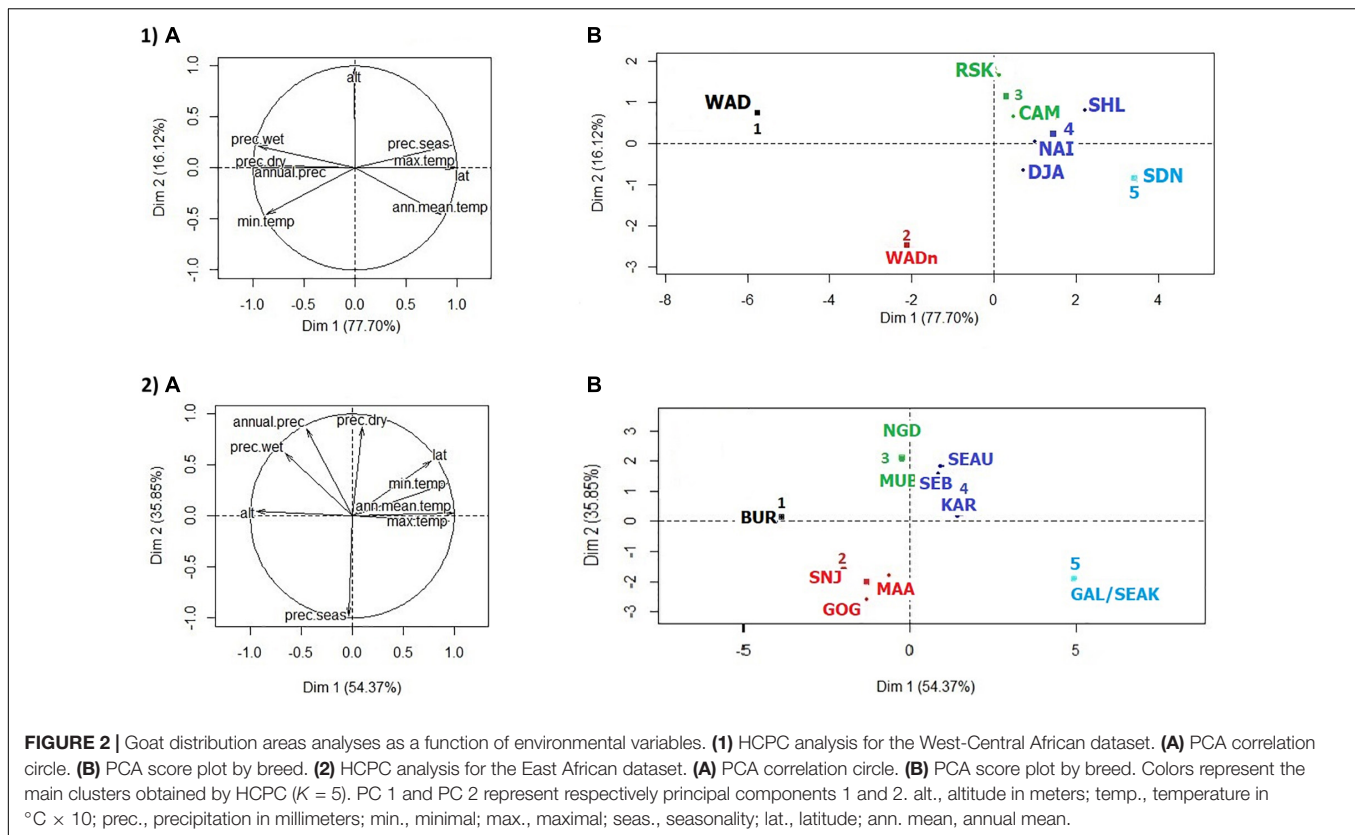 1) A
B
1.0
0.5
0.0
-0.5
-1.0
Dim 2 (16.12%)
alt
prec.wet
prec.seas
prec.dry
max.temp
annual.prec
lat
ann.mean.temp
min.temp
-1.0 0.0 0.5 1.0
Dim 1 (77.70%)
2
1
0
-1
-2
-3
Dim 2 (16.12%)
RSK
3
WAD
SHL
1
CAM
4
NAI
DJA
SDN
5
2
WADn
-8 -6 -4 -2 0 2 4
Dim 1 (77.70%)
2) A
B
1.0
0.5
0.0
-0.5
-1.0
Dim 2 (35.85%)
annual.prec
prec.dry
prec.wet
lat
min.temp
ann.mean.temp
alt
max.temp
prec.seas
-1.0 0.0 0.5 1.0
Dim 1 (54.37%)
3
2
1
0
-1
-2
-3
Dim 2 (35.85%)
NGD
3
SEAU
MUB
SEB
4
1
KAR
BUR
2
5
SNJ
MAA
GAL/SEAK
GOG
-5 0 5
Dim 1 (54.37%)
FIGURE 2 | Goat distribution areas analyses as a function of environmental variables. (1) HCPC analysis for the West-Central African dataset. (A) PCA correlation
circle. (B) PCA score plot by breed. (2) HCPC analysis for the East African dataset. (A) PCA correlation circle. (B) PCA score plot by breed. Colors represent the
main clusters obtained by HCPC (K = 5). PC 1 and PC 2 represent respectively principal components 1 and 2. alt., altitude in meters; temp., temperature in
°C × 10; prec., precipitation in millimeters; min., minimal; max., maximal; seas., seasonality; lat., latitude; ann. mean, annual mean.